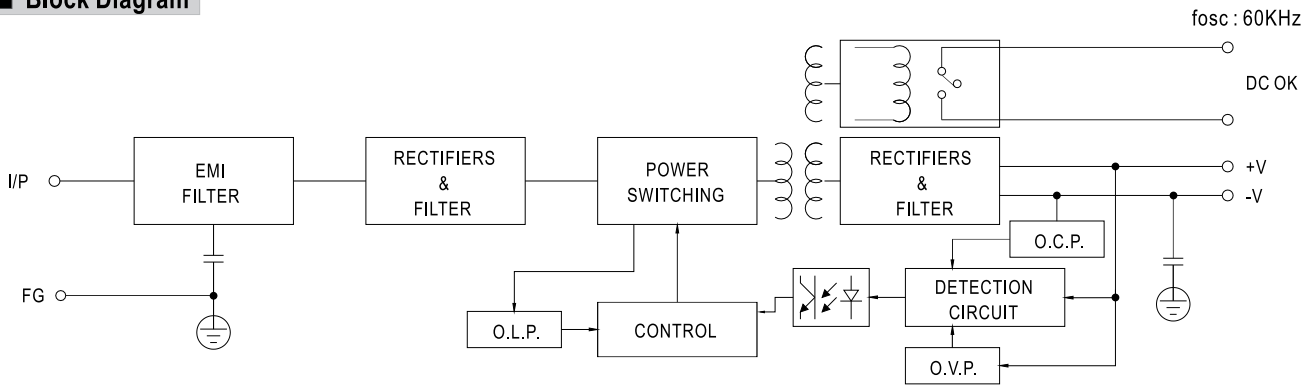 Block Diagram
fosc : 60KHz
DC OK
I/P
EMI
FILTER
RECTIFIERS
&
FILTER
POWER
SWITCHING
RECTIFIERS
&
FILTER
+V
-V
O.C.P.
FG
O.L.P.
CONTROL
DETECTION
CIRCUIT
O.V.P.